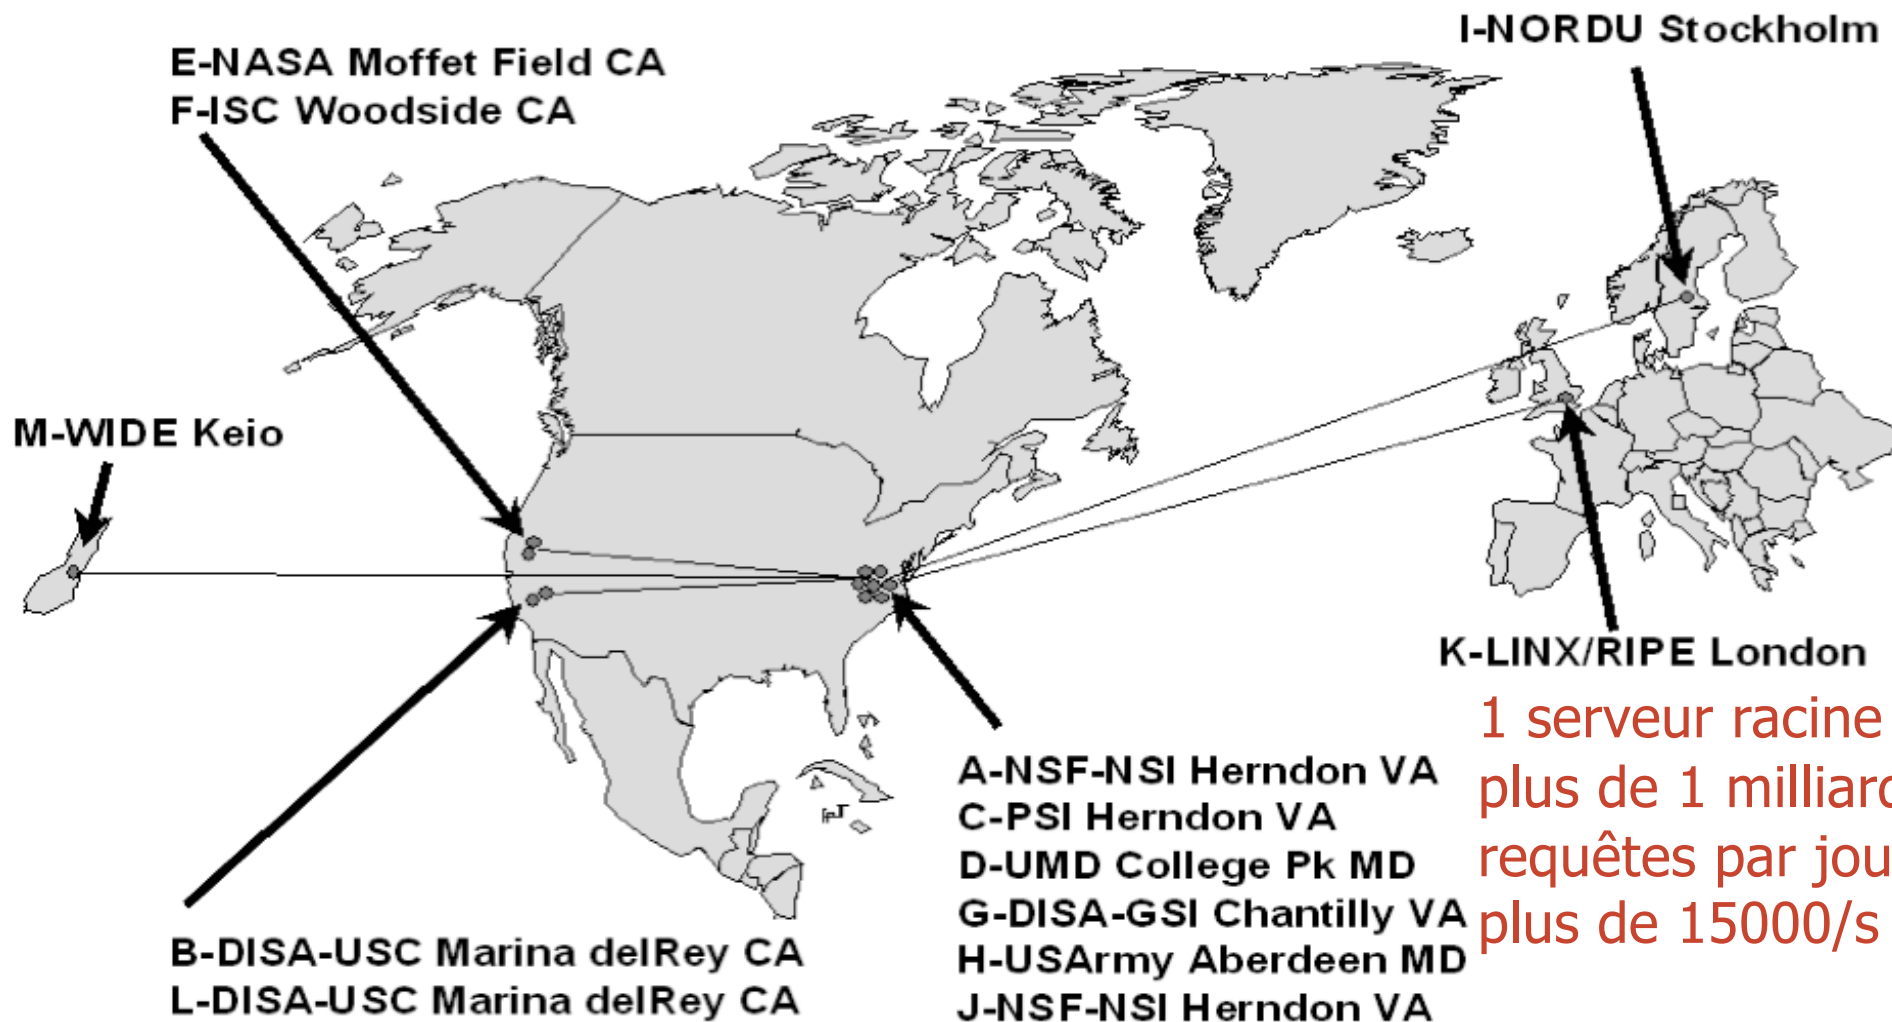 I-NORDU Stockholm
E-NASA Moffet Field CA
F-ISC Woodside CA
M-WIDE Keio
K-LINX/RIPE London
1 serveur racine
plus de 1
requêtes par
plus de 15000/s
A-NSF-NSI Herndon VA
C-PSI Herndon VA
D-UMD College Pk MD
G-DISA-GSI Chantilly VA
H-USArmy Aberdeen MD
J-NSF-NSI Herndon VA
B-DISA-USC Marina delRey CA
L-DISA-USC Marina delRey CA